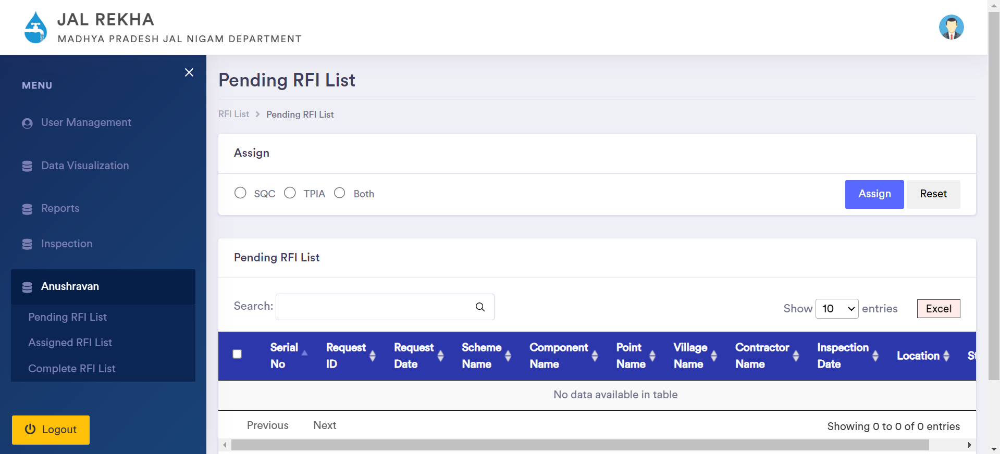 JAL REKHA
MADHYA PRADESH JAL NIGAM DEPARTMENT
MENU
User Management
Data Visualization
Reports
Inspection
Anushravan
Pending RFI List
Assigned RFI List
Complete RFI List
Logout
Pending RFI List
RFI List > Pending RFI List
Assign
SQC TPIA Both
Assign Reset
Pending RFI List
Search:
Show 10 entries Excel
Serial No
Request ID
Request Date
Scheme Name
Component Name
Point Name
Village Name
Contractor Name
Inspection Date
Location
No data available in table
Previous Next
Showing 0 to 0 of 0 entries